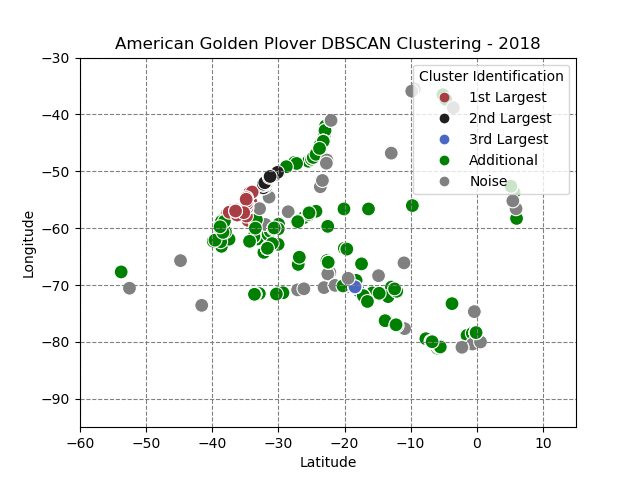 American Golden Plover DBSCAN Clustering - 2018
Cluster Identification
1st Largest
2nd Largest
3rd Largest
Additional
Noise
−30
−40
−50
−60
−70
−80
−90
Longitude
−60 −50 −40 −30 −20 −10 0 10
Latitude